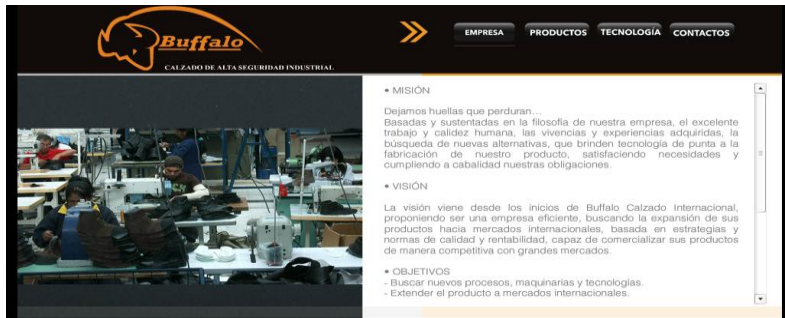 Buffalo
CALZADO DE ALTA SEGURIDAD INDUSTRIAL
EMPRESA
PRODUCTOS
TECNOLOGÍA
CONTACTOS
• MISIÓN
Dejamos huellas que perduran...
Basadas y sustentadas en la filosofía de nuestra empresa, el excelente
trabajo y calidez humana, las vivencias y experiencias adquiridas, la
búsqueda de nuevas alternativas, que brinden tecnología de punta a la
fabricación de nuestro producto, satisfaciendo necesidades y
cumpliendo a cabalidad nuestras obligaciones.
• VISIÓN
La visión viene desde los inicios de Buffalo Calzado Internacional,
proponiendo ser una empresa eficiente, buscando la expansión de sus
productos hacia mercados internacionales, basada en estrategias y
normas de calidad y rentabilidad, capaz de comercializar sus productos
de manera competitiva con grandes mercados.
• OBJETIVOS
- Buscar nuevos procesos, maquinarias y tecnologías.
- Extender el producto a mercados internacionales.